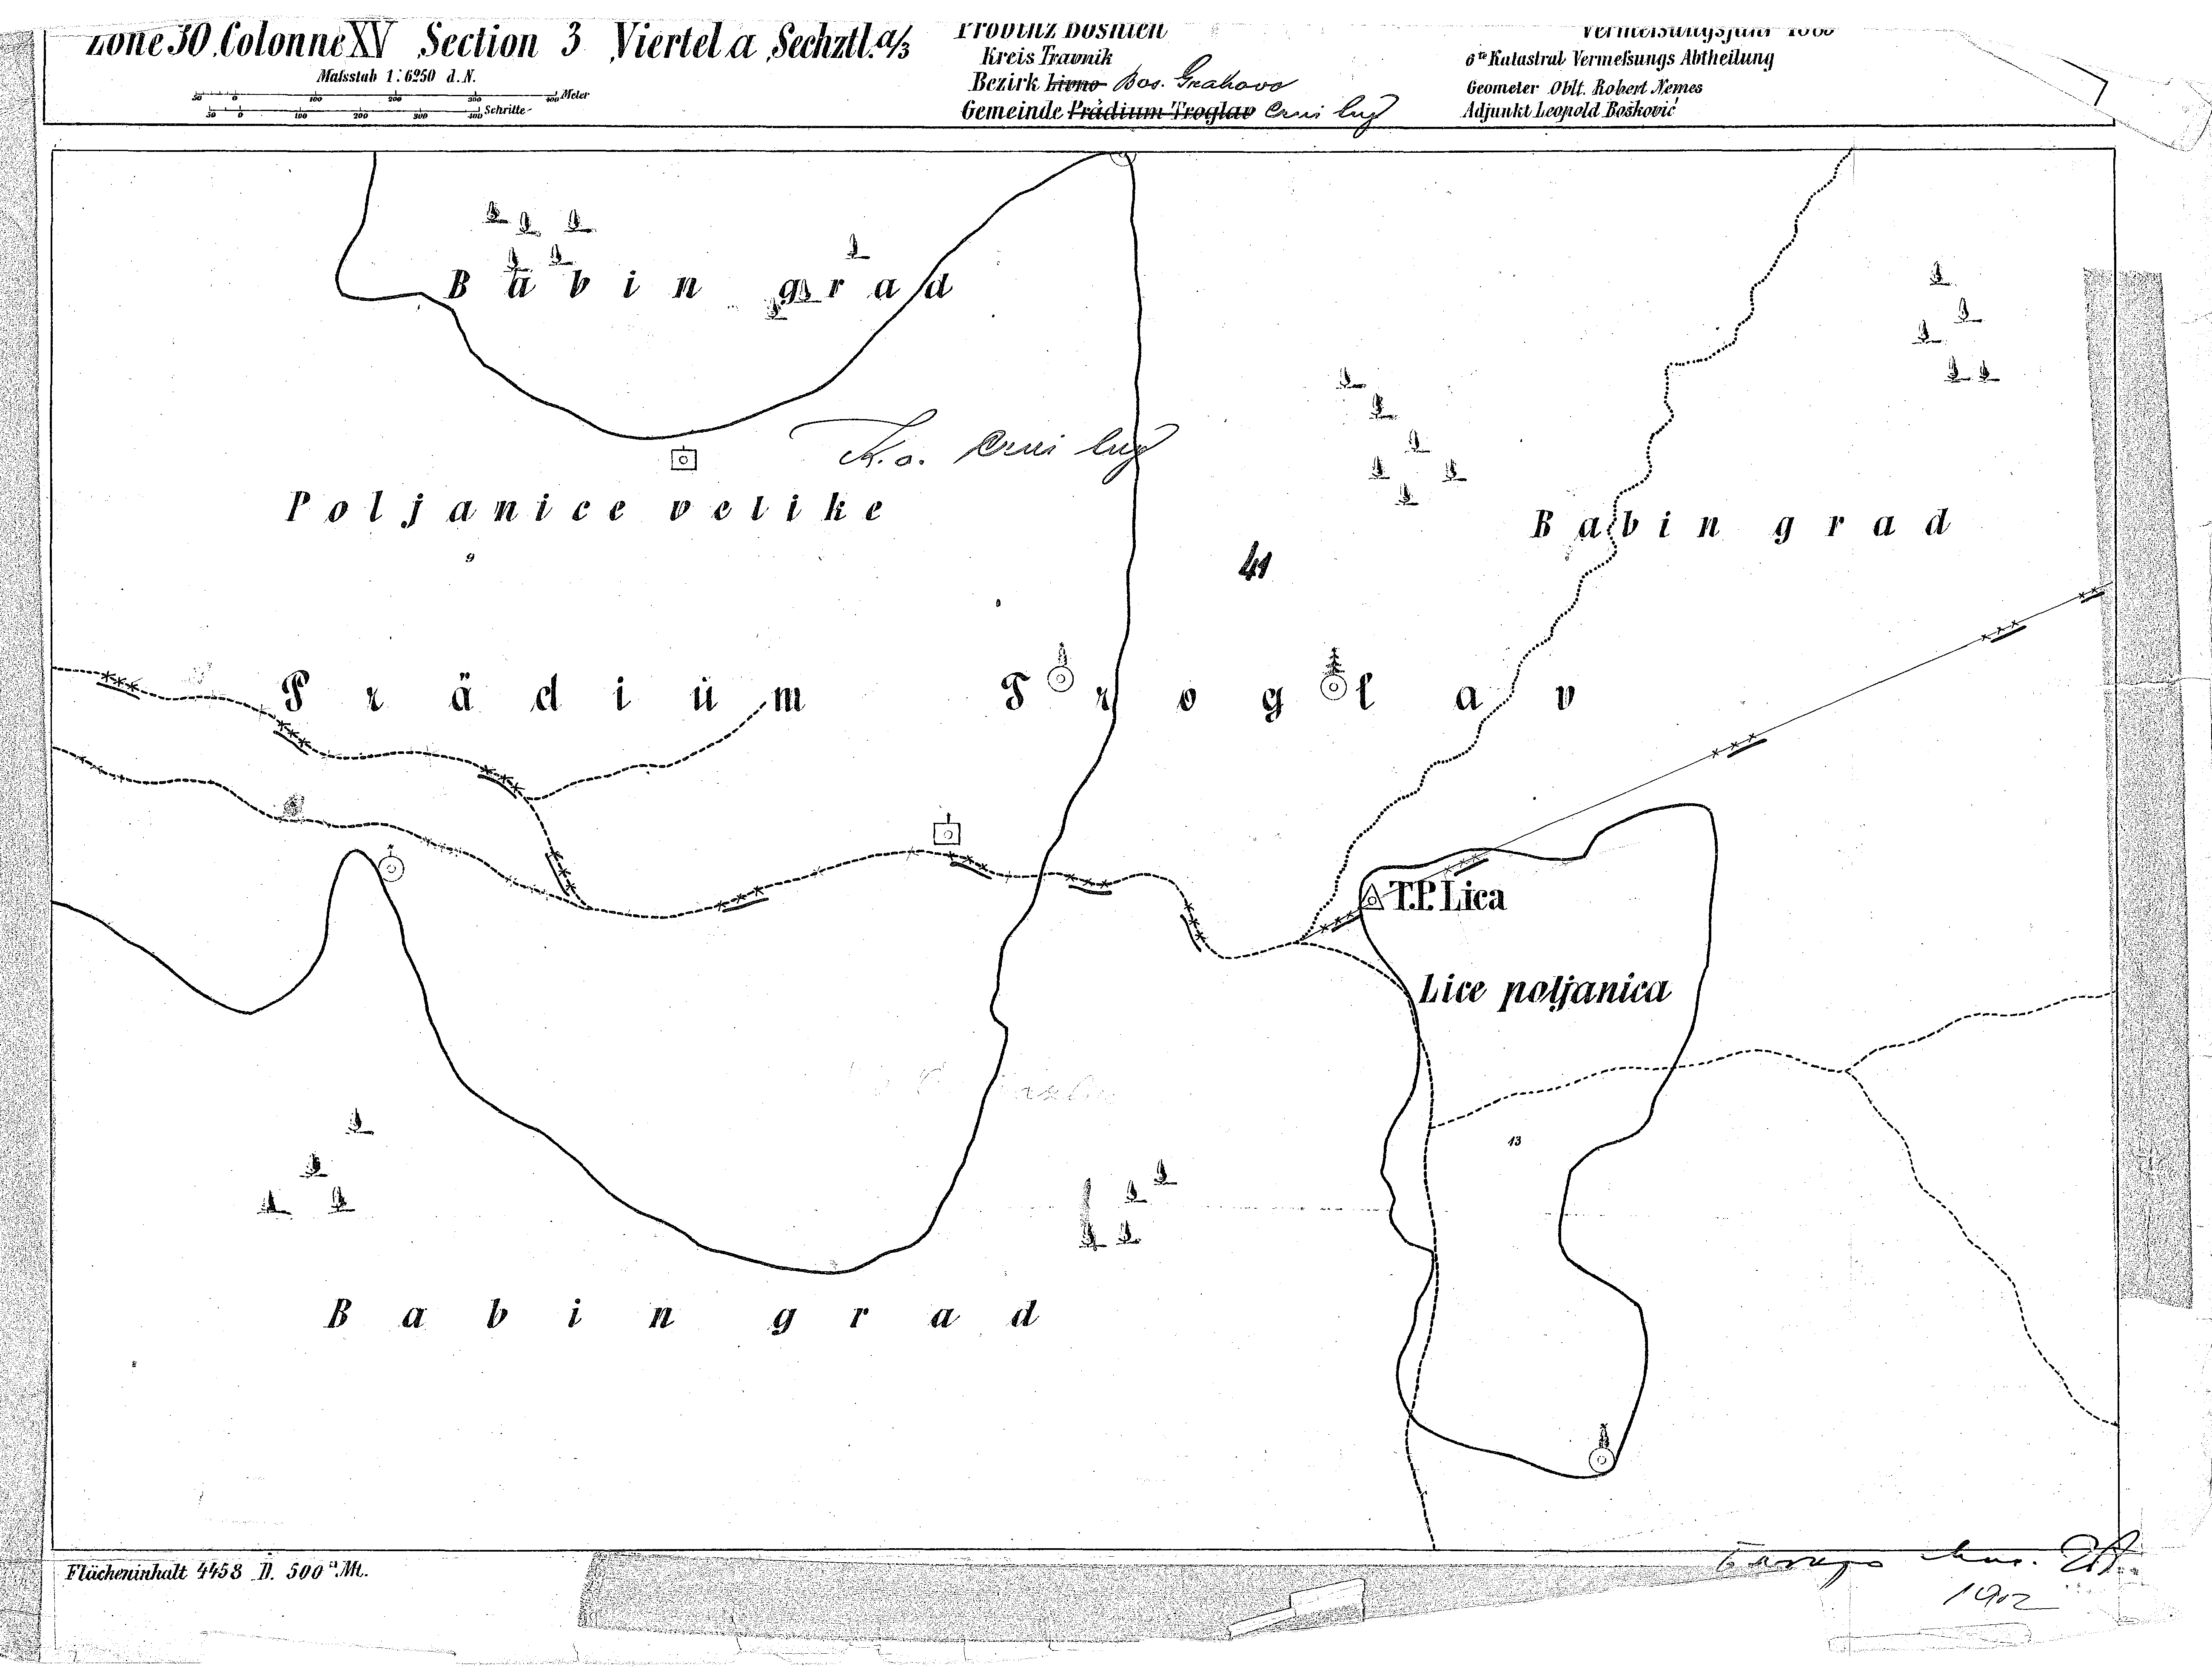 Zone 30 Colonne XV Section 3 Viertel a Sechztl. a/3
Masstab 1:6250 d. N.
50 0 100 200 300 400 Meter
50 0 100 200 300 400 Schritte
Provinz Bosnien
Kreis Travnik
Bezirk Livno Bos. Grahovo
Gemeinde Prädium Troglav Crni lug
Vermessungsjahr
6te Katastral Vermessungs Abtheilung
Geometer Oblt. Robert Nemes
Adjunkt Leopold Bošković
Babin grad
K.o. Crni lug
Poljanice velike
Babin grad
9
41
Prädium Troglav
T.P. Lica
Lice poljanica
13
Babin grad
Flächeninhalt 4458 D. 500 □Mt.
1902